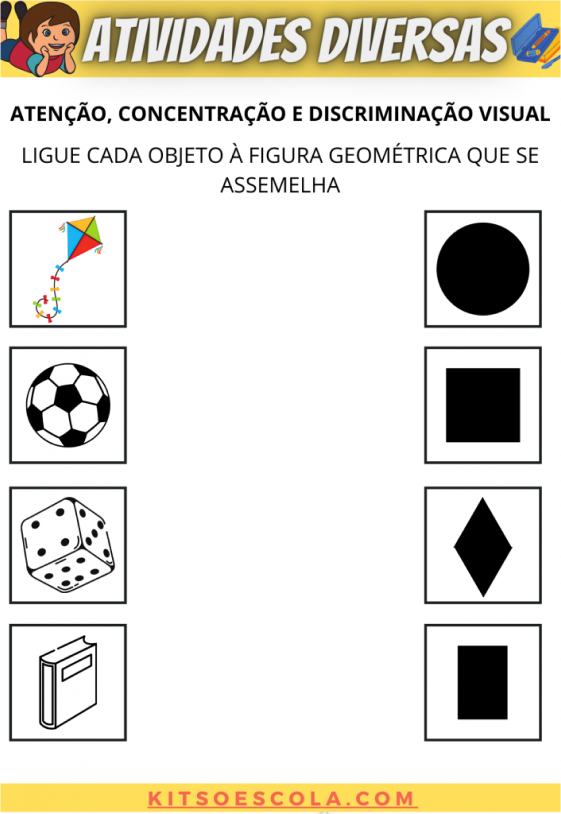 ATIVIDADES DIVERSAS
ATENÇÃO, CONCENTRAÇÃO E DISCRIMINAÇÃO VISUAL
LIGUE CADA OBJETO À FIGURA GEOMÉTRICA QUE SE
ASSEMELHA
KITSOESCOLA.COM